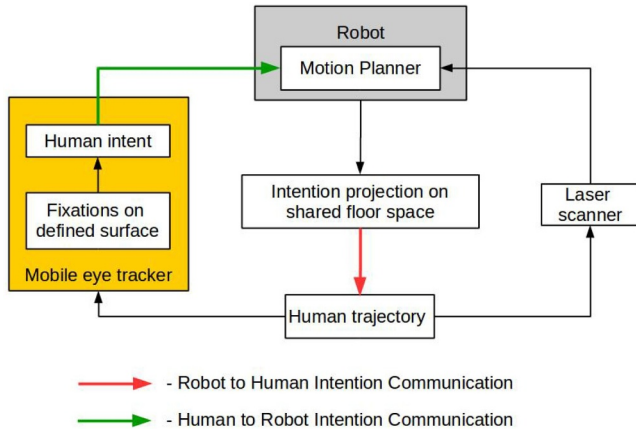 Robot
Motion Planner
Human intent
Fixations on
defined surface
Mobile eye tracker
Intention projection on
shared floor space
Laser
scanner
Human trajectory
- Robot to Human Intention Communication
- Human to Robot Intention Communication